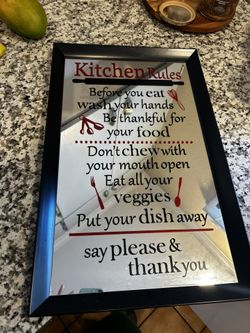 Kitchen Rules
Before you eat
wash your hands
Be thankful for
your food
Don't chew with
your mouth open
Eat all your
veggies
Put your dish away
say please &
thank you